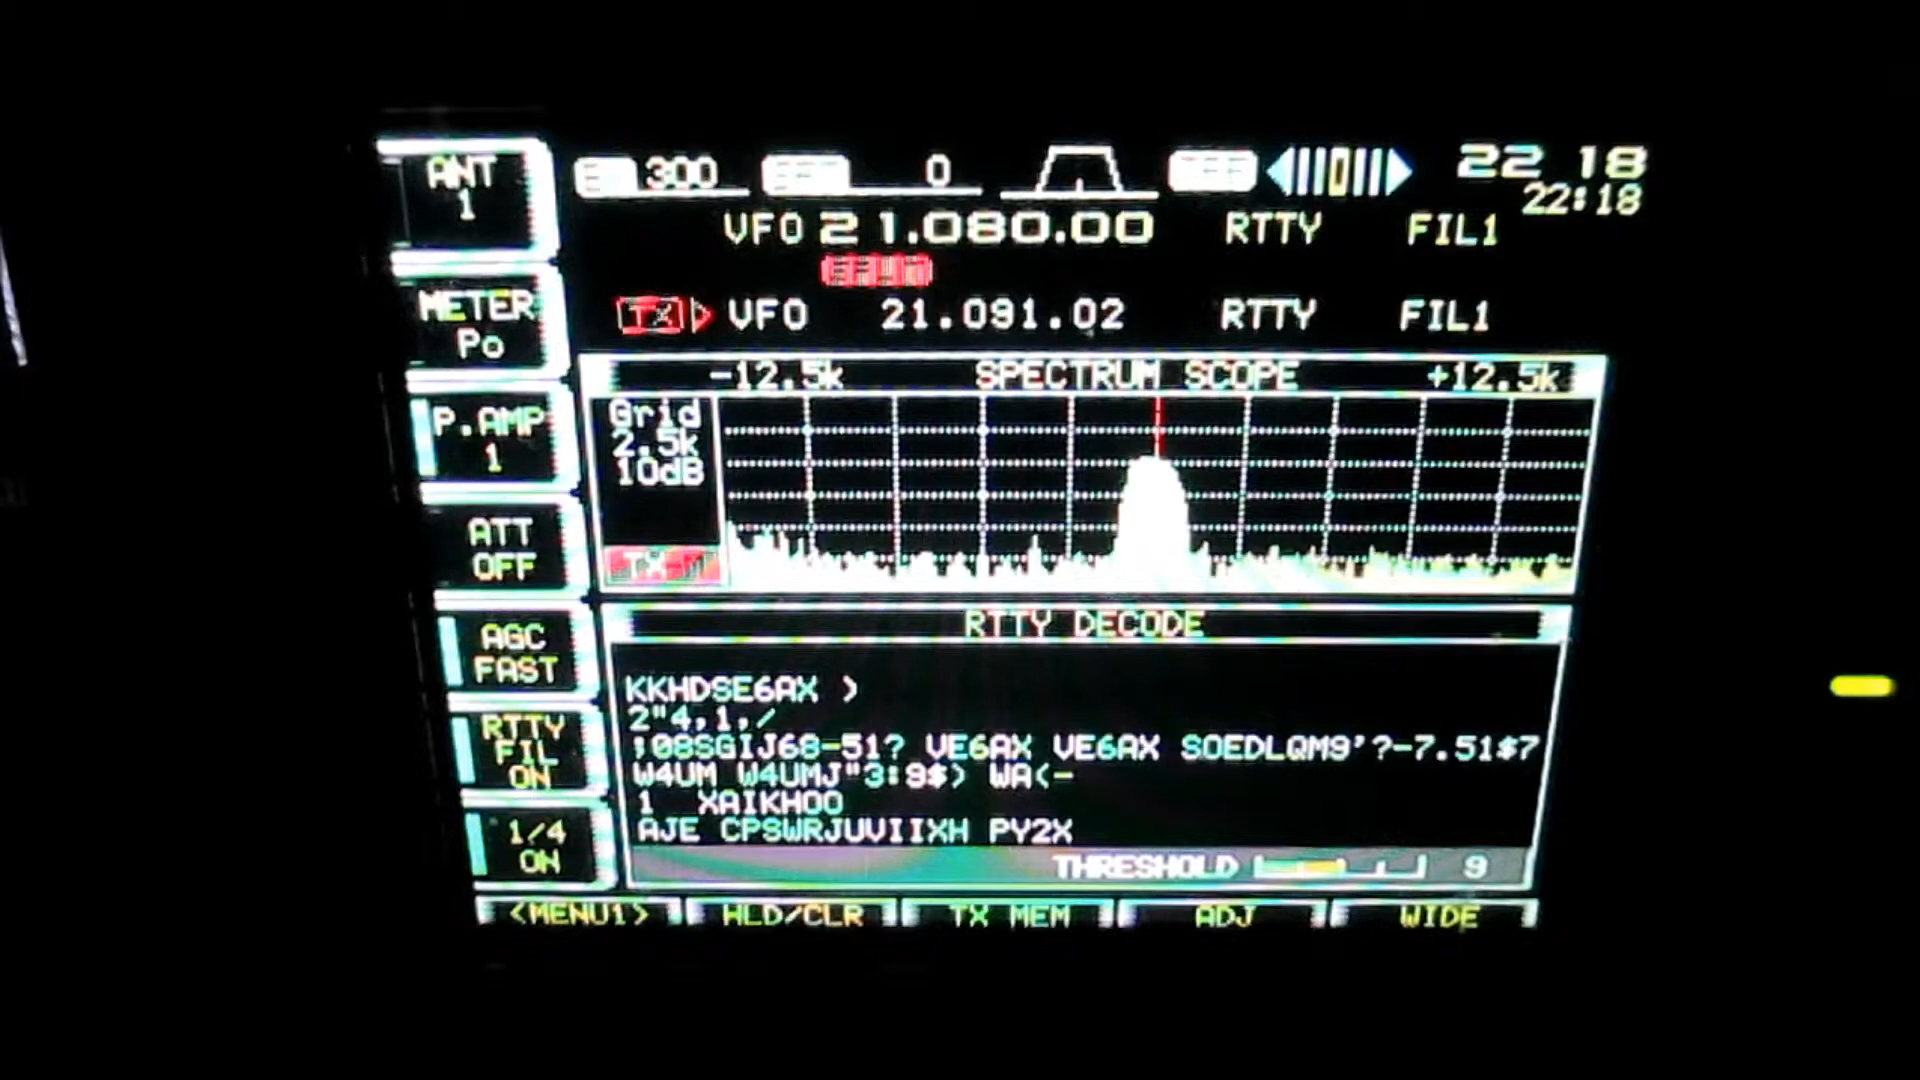 ANT
1
300
0
22 18
22:18
VFO 21.080.00 RTTY FIL1
TX VFO 21.091.02 RTTY FIL1
METER
Po
P.AMP
1
ATT
OFF
AGC
FAST
RTTY
FIL
ON
1/4
ON
-12.5k SPECTRUM SCOPE +12.5k
Grid
2.5k
10dB
TX
RTTY DECODE
KKHDSE6AX )
2"4,1,/
:08SGIJ68-51? VE6AX VE6AX SOEDLQM9'?-7.51$7
W4UM W4UMJ"3:9$) WA(-
1 XAIKHOO
AJE CPSWRJUVIIXH PY2X
THRESHOLD 9
<MENU1> HLD/CLR TX MEM ADJ WIDE